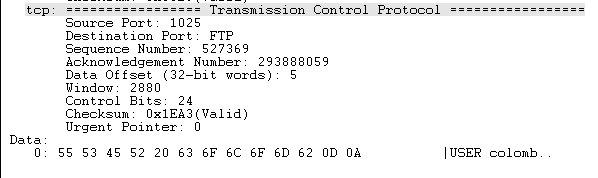 tcp: ================= Transmission Control Protocol =================
Source Port: 1025
Destination Port: FTP
Sequence Number: 527369
Acknowledgement Number: 293888059
Data Offset (32-bit words): 5
Window: 2880
Control Bits: 24
Checksum: 0x1EA3(Valid)
Urgent Pointer: 0
Data:
0: 55 53 45 52 20 63 6F 6C 6F 6D 62 0D 0A |USER colomb..